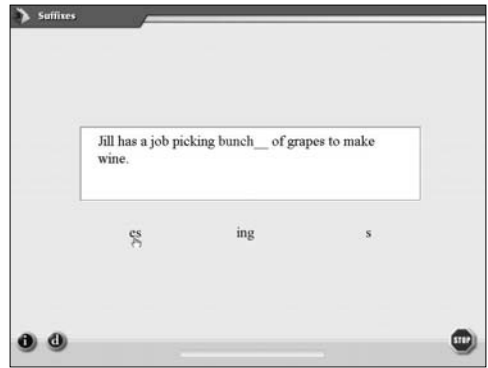 Suffixes
Jill has a job picking bunch__ of grapes to make
wine.
es ing s
i d STOP